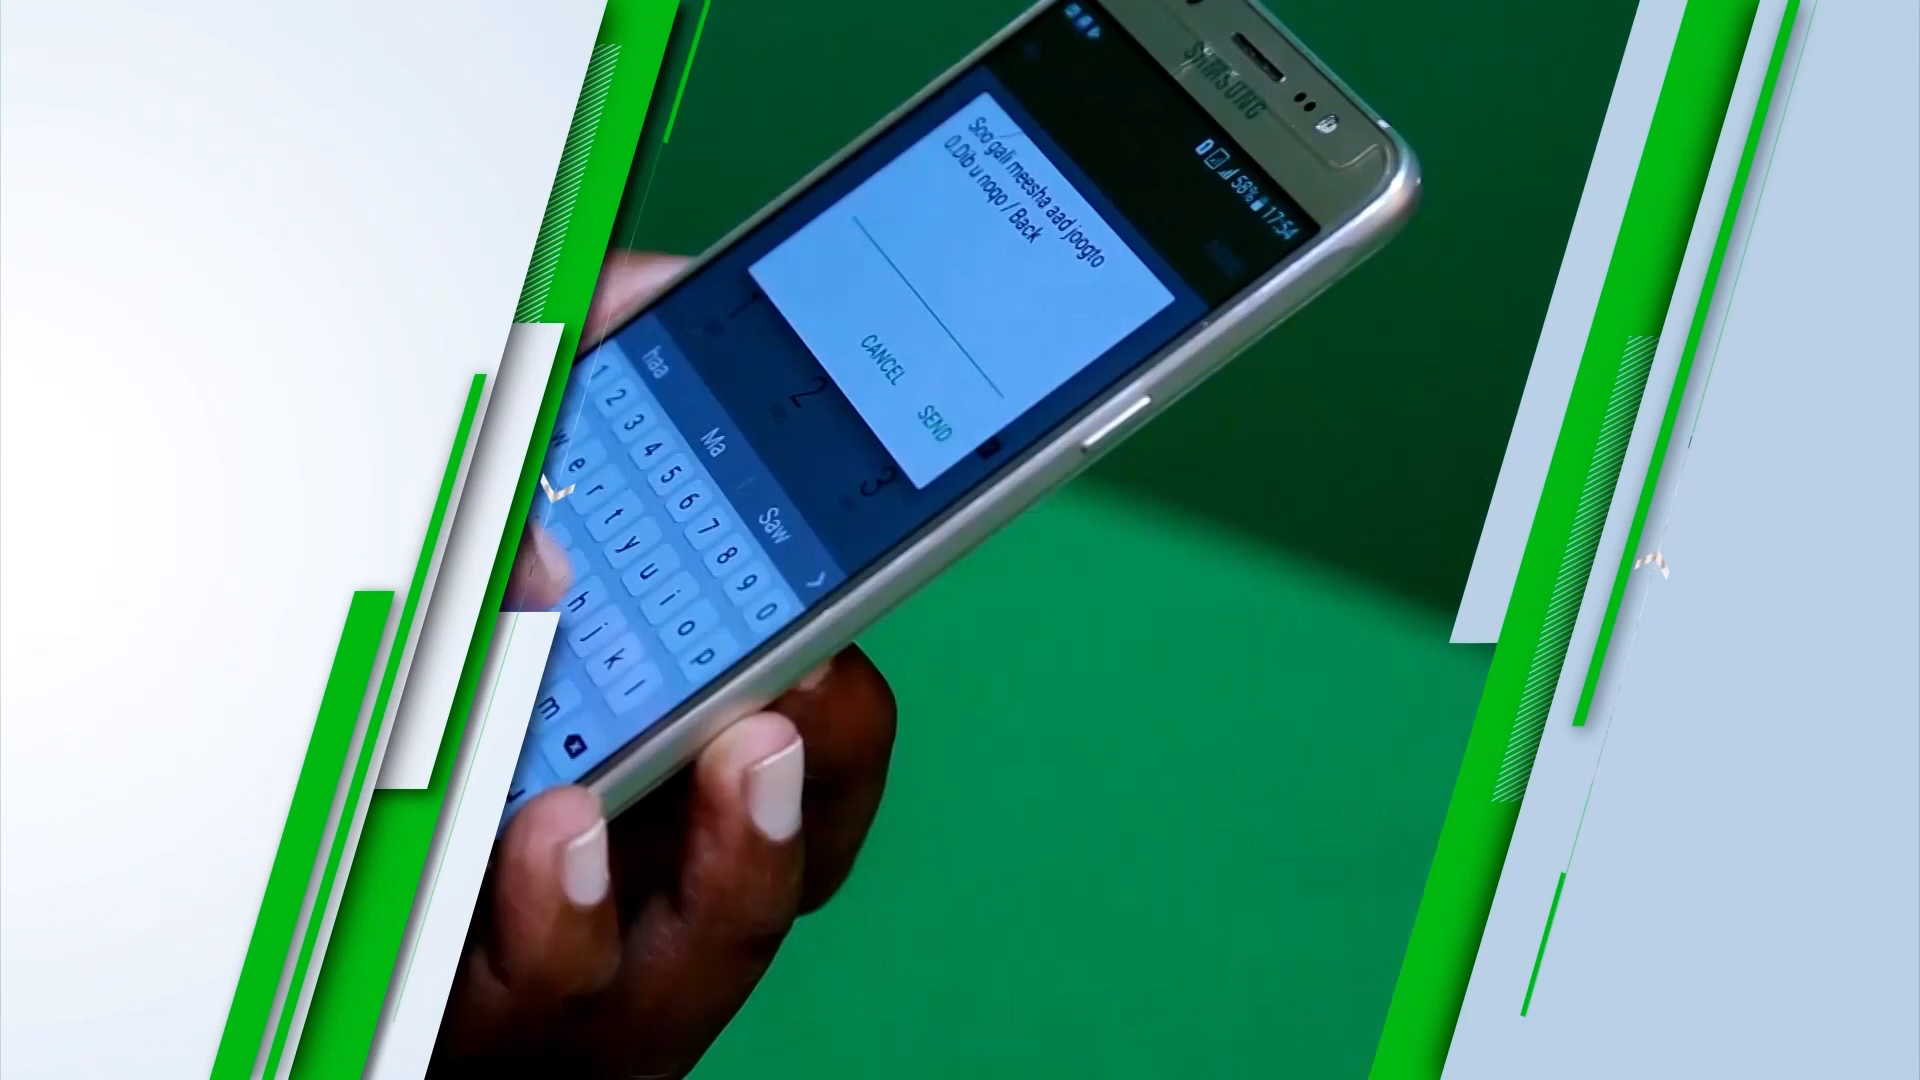 SAMSUNG
58% 17:54
Soo gali meesha aad joogto
0.Dib u noqo / Back
CANCEL SEND
1 2 3
haa Ma Saw
1 2 3 4 5 6 7 8 9 0
w e r t y u i o p
h j k l
m